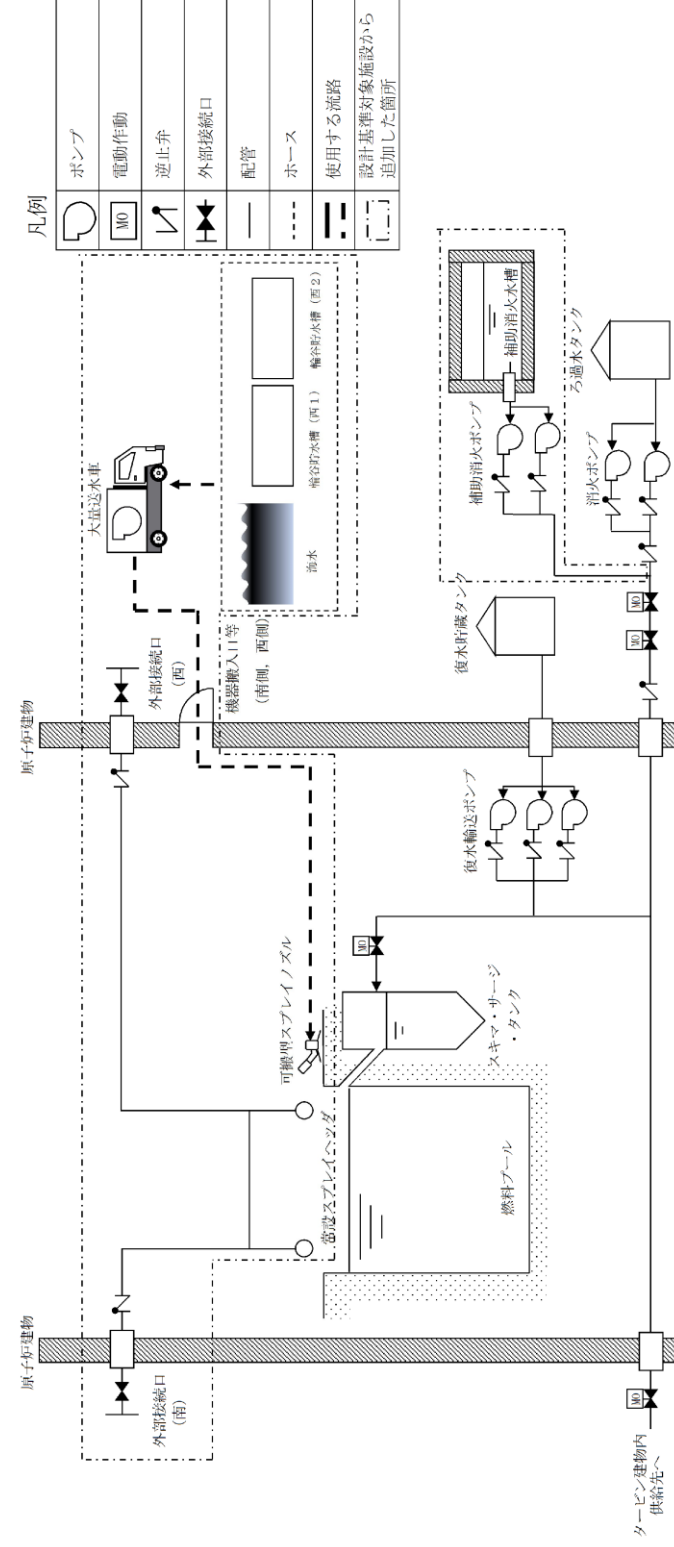 原子炉建物
原子炉建物
外部接続口
(南)
外部接続口
(西)
大量送水車
機器搬入口等
(南側，西側)
海水
輪谷貯水槽（西１）
輪谷貯水槽（西２）
凡例
ポンプ
MO
電動作動
逆止弁
外部接続口
配管
ホース
使用する流路
設計基準対象施設から
追加した箇所
可搬型スプレイノズル
常設スプレイヘッダ
燃料プール
スキマ・サージ
・タンク
MO
復水輸送ポンプ
復水貯蔵タンク
補助消火ポンプ
補助消火水槽
消火ポンプ
ろ過水タンク
MO
MO
MO
タービン建物内
供給先へ